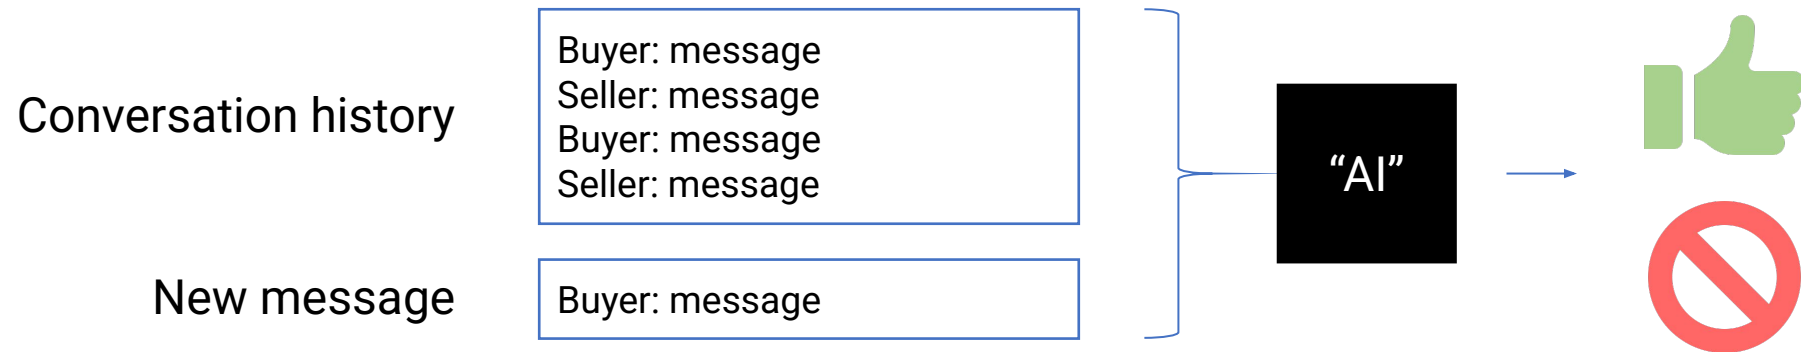 Conversation history
Buyer: message
Seller: message
Buyer: message
Seller: message
New message
Buyer: message
“AI”